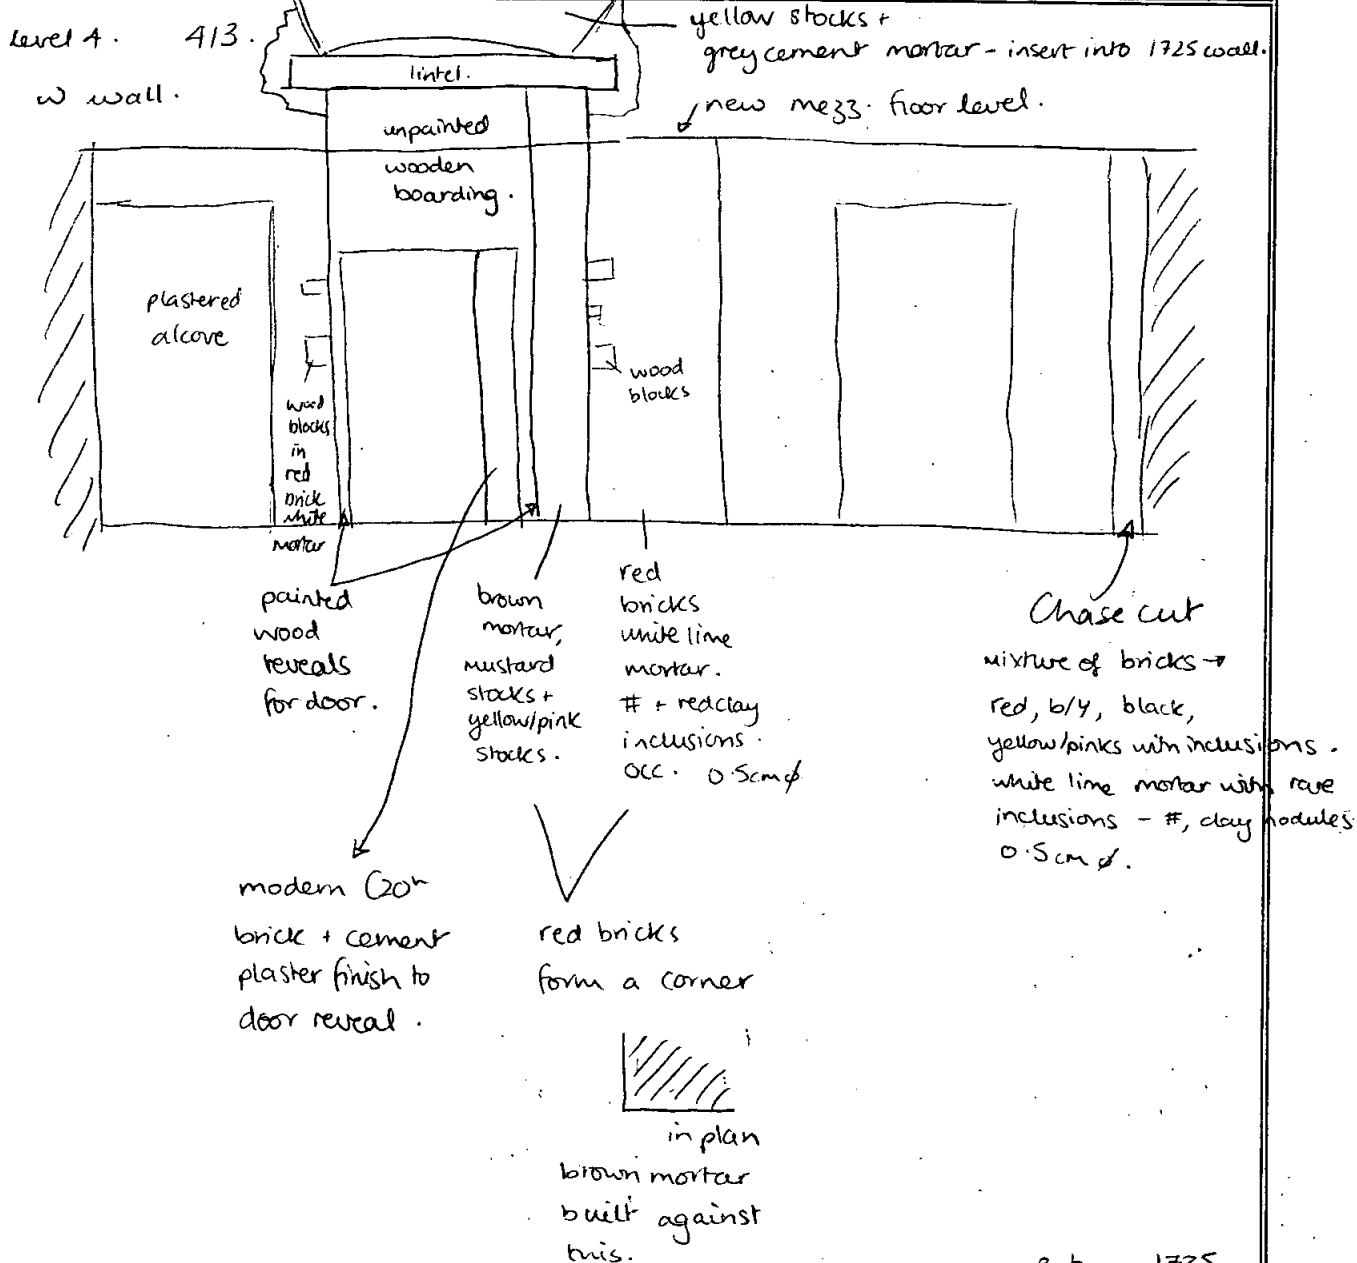 Level 4. 413.
W wall.
yellow stocks +
grey cement mortar - insert into 1725 wall.
lintel.
new mezz. floor level.
unpainted
wooden
boarding.
plastered
alcove
wood
blocks
in
red
brick
white
mortar
wood
blocks
painted
wood
reveals
for door.
brown
mortar,
mustard
stocks +
yellow/pink
stocks.
red
bricks
white lime
mortar.
# + red clay
inclusions.
occ. 0.5cm ϕ
Chase cut
mixture of bricks →
red, b/y, black,
yellow/pinks with inclusions.
white lime mortar with rare
inclusions - #, clay nodules
0.5cm ϕ.
modern C20th
brick + cement
plaster finish to
door reveal.
red bricks
form a corner
in plan
brown mortar
built against
this.
1725